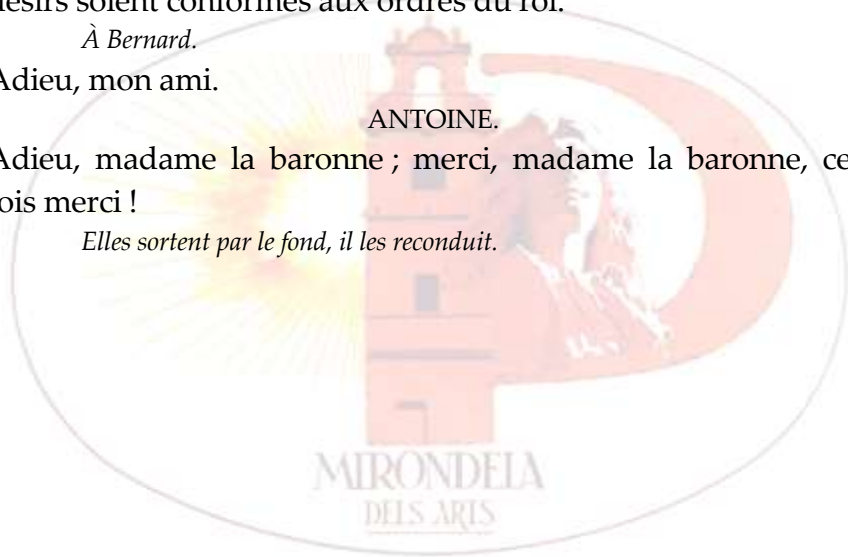 désirs soient conformes aux ordres du roi.
À Bernard.
Adieu, mon ami.
ANTOINE.
Adieu, madame la baronne ; merci, madame la baronne, ce
ois merci !
Elles sortent par le fond, il les reconduit.
MIRONDELA
DELS ARTS